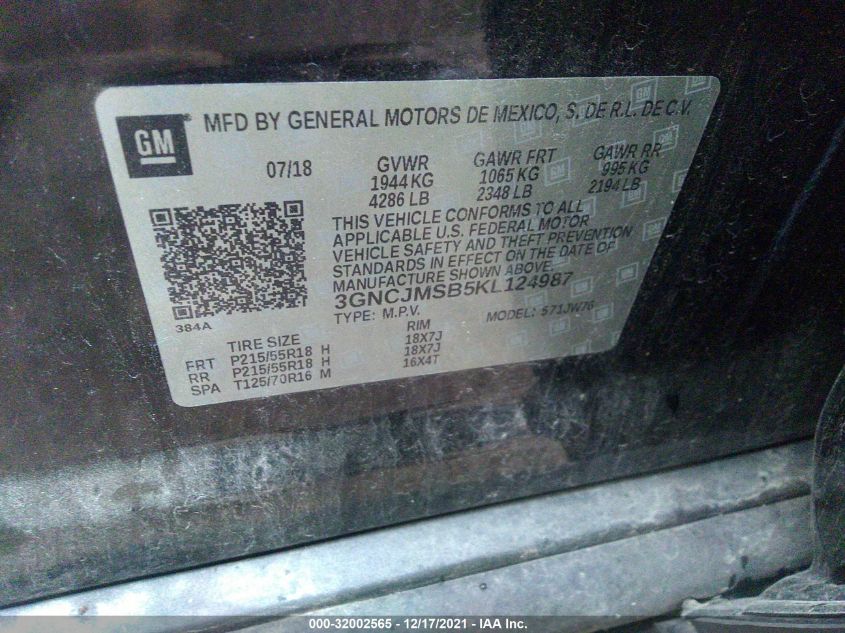 GM MFD BY GENERAL MOTORS DE MEXICO, S. DE R.L. DE C.V.
07/18 GVWR GAWR FRT GAWR RR
1944 KG 1065 KG 995 KG
4286 LB 2348 LB 2194 LB
THIS VEHICLE CONFORMS TO ALL
APPLICABLE U.S. FEDERAL MOTOR
VEHICLE SAFETY AND THEFT PREVENTION
STANDARDS IN EFFECT ON THE DATE OF
MANUFACTURE SHOWN ABOVE.
3GNCJMSB5KL124987
384A
TYPE: M.P.V. MODEL: 571JW76
TIRE SIZE RIM
FRT P215/55R18 H 18X7J
RR P215/55R18 H 18X7J
SPA T125/70R16 M 16X4T
000-32002565 - 12/17/2021 - IAA Inc.